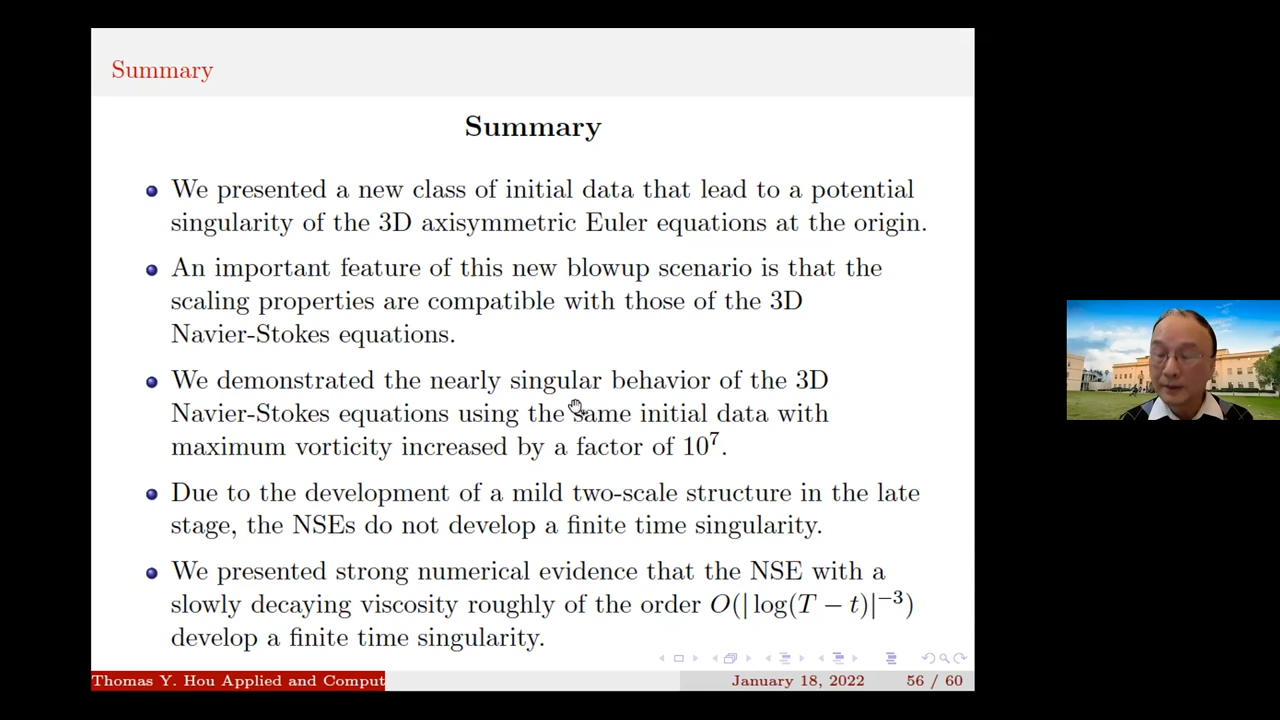 Summary
Summary
We presented a new class of initial data that lead to a potential
singularity of the 3D axisymmetric Euler equations at the origin.
An important feature of this new blowup scenario is that the
scaling properties are compatible with those of the 3D
Navier-Stokes equations.
We demonstrated the nearly singular behavior of the 3D
Navier-Stokes equations using the same initial data with
maximum vorticity increased by a factor of 10⁷.
Due to the development of a mild two-scale structure in the late
stage, the NSEs do not develop a finite time singularity.
We presented strong numerical evidence that the NSE with a
slowly decaying viscosity roughly of the order O(| log(T − t)|⁻³)
develop a finite time singularity.
Thomas Y. Hou Applied and Comput January 18, 2022 56 / 60